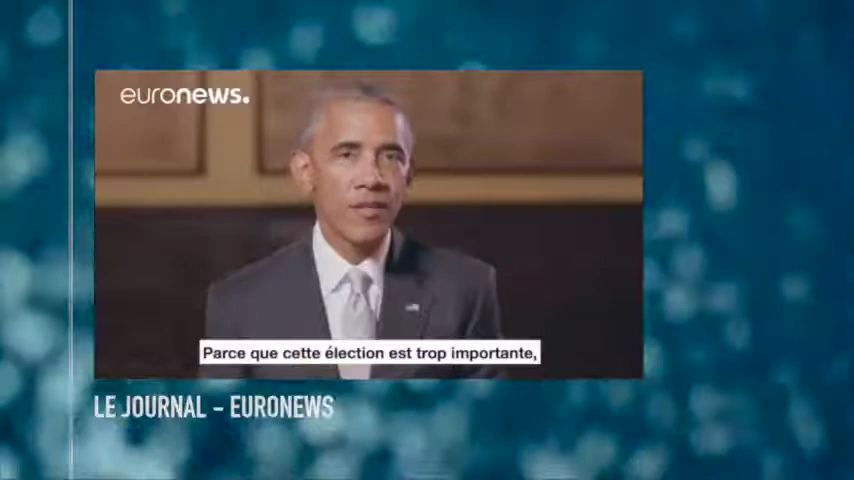 euronews.
Parce que cette élection est trop importante,
LE JOURNAL - EURONEWS